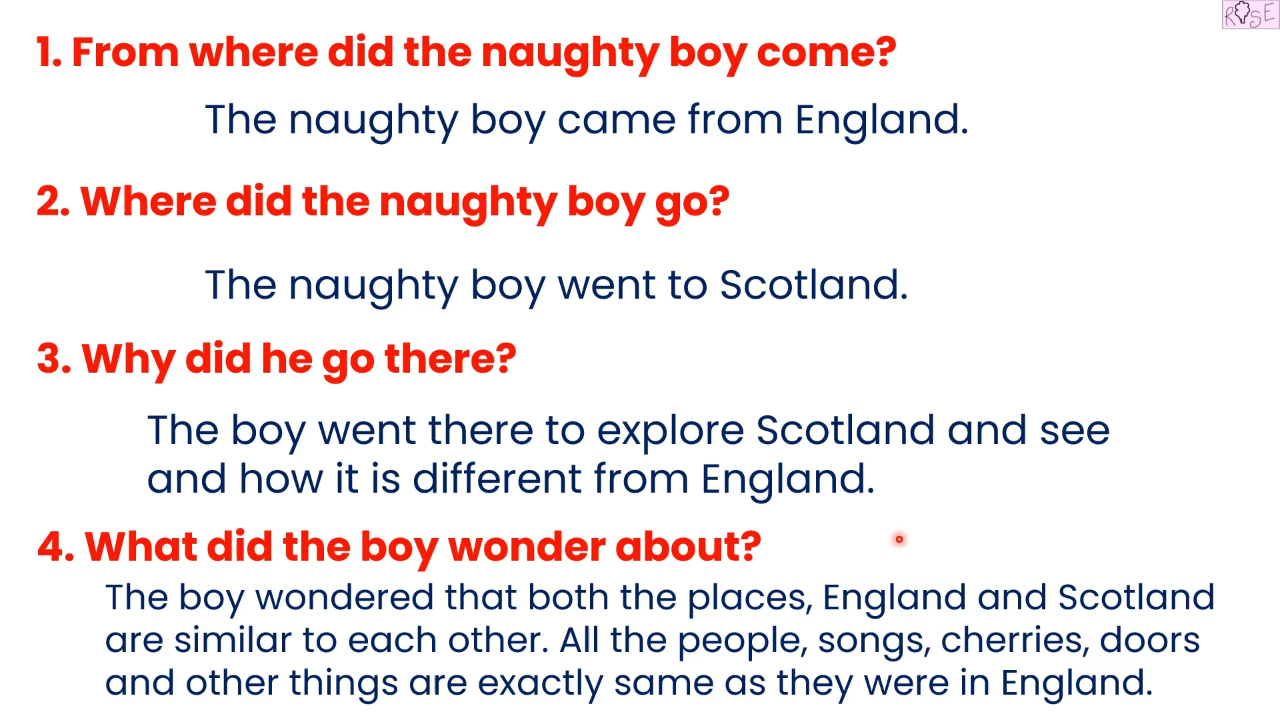 R SE
1. From where did the naughty boy come?
The naughty boy came from England.
2. Where did the naughty boy go?
The naughty boy went to Scotland.
3. Why did he go there?
The boy went there to explore Scotland and see
and how it is different from England.
4. What did the boy wonder about?
The boy wondered that both the places, England and Scotland
are similar to each other. All the people, songs, cherries, doors
and other things are exactly same as they were in England.